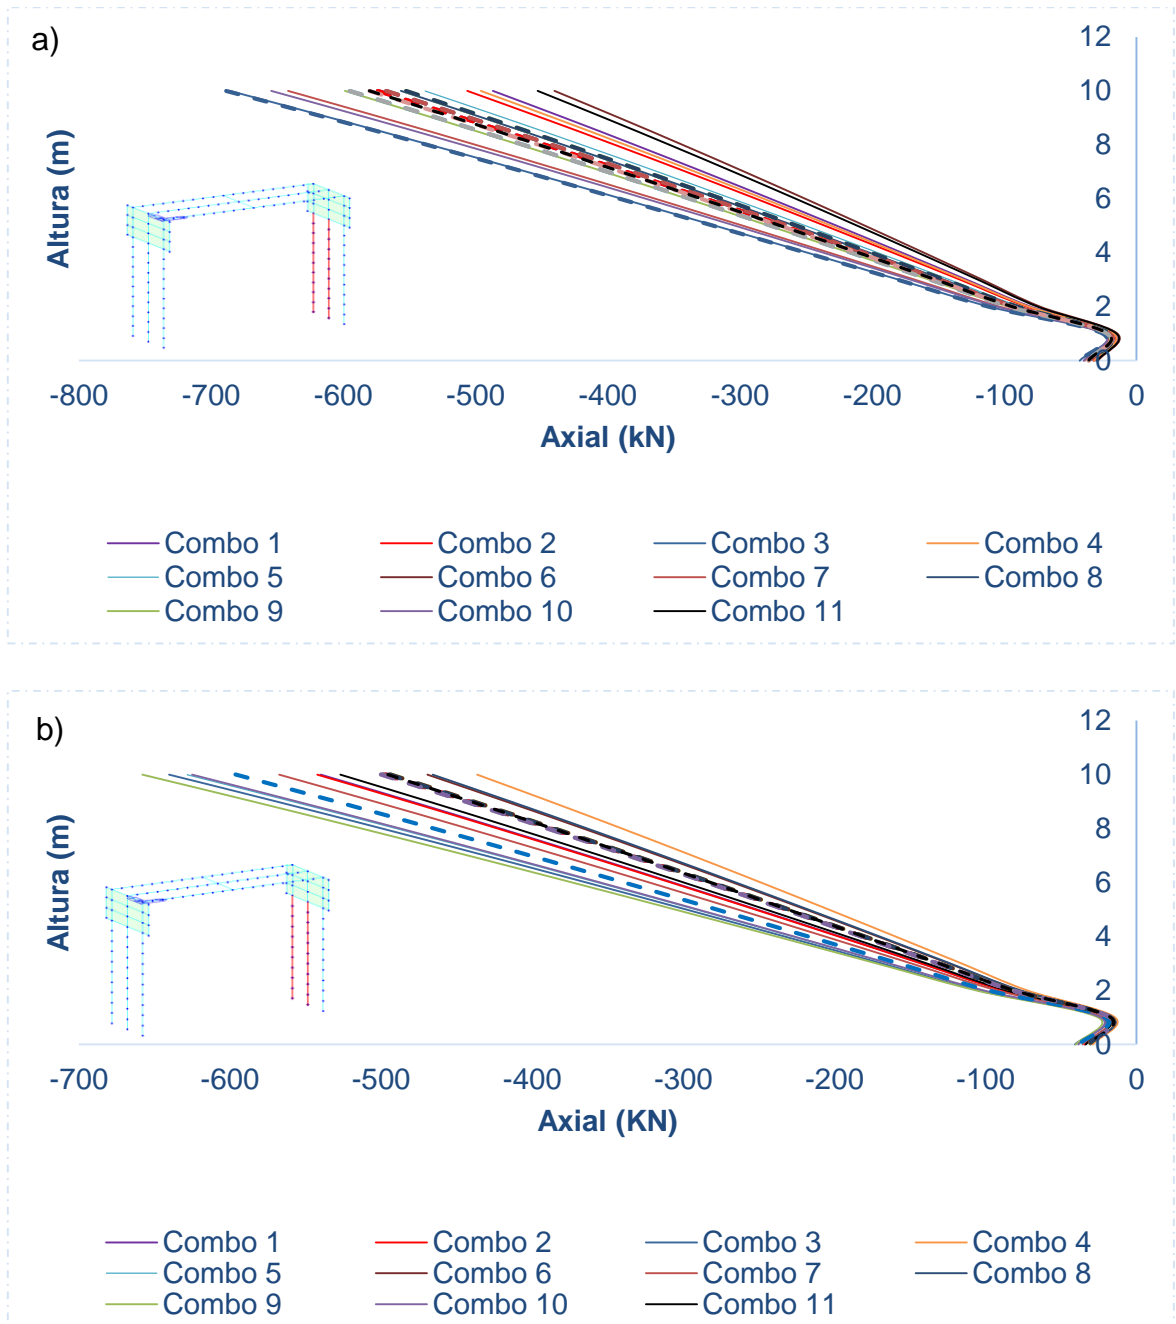 a)
12
10
8
6
4
2
0
Altura (m)
-800 -700 -600 -500 -400 -300 -200 -100 0
Axial (kN)
Combo 1 Combo 2 Combo 3 Combo 4
Combo 5 Combo 6 Combo 7 Combo 8
Combo 9 Combo 10 Combo 11
b)
12
10
8
6
4
2
0
Altura (m)
-700 -600 -500 -400 -300 -200 -100 0
Axial (KN)
Combo 1 Combo 2 Combo 3 Combo 4
Combo 5 Combo 6 Combo 7 Combo 8
Combo 9 Combo 10 Combo 11